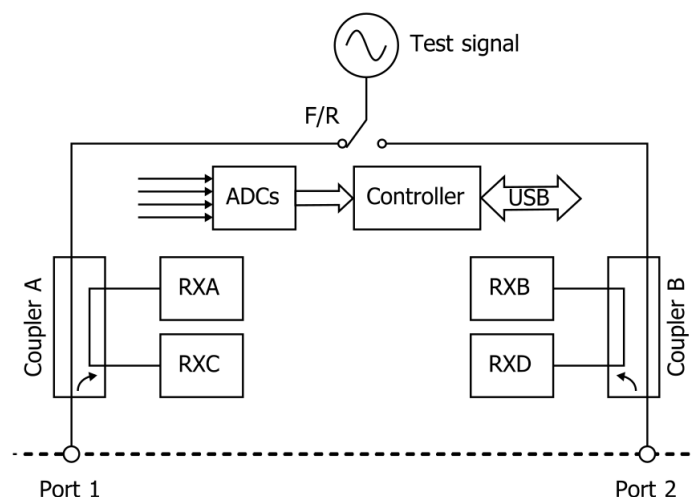 Test signal
F/R
ADCs
Controller
USB
Coupler A
RXA
RXC
RXB
RXD
Coupler B
Port 1
Port 2